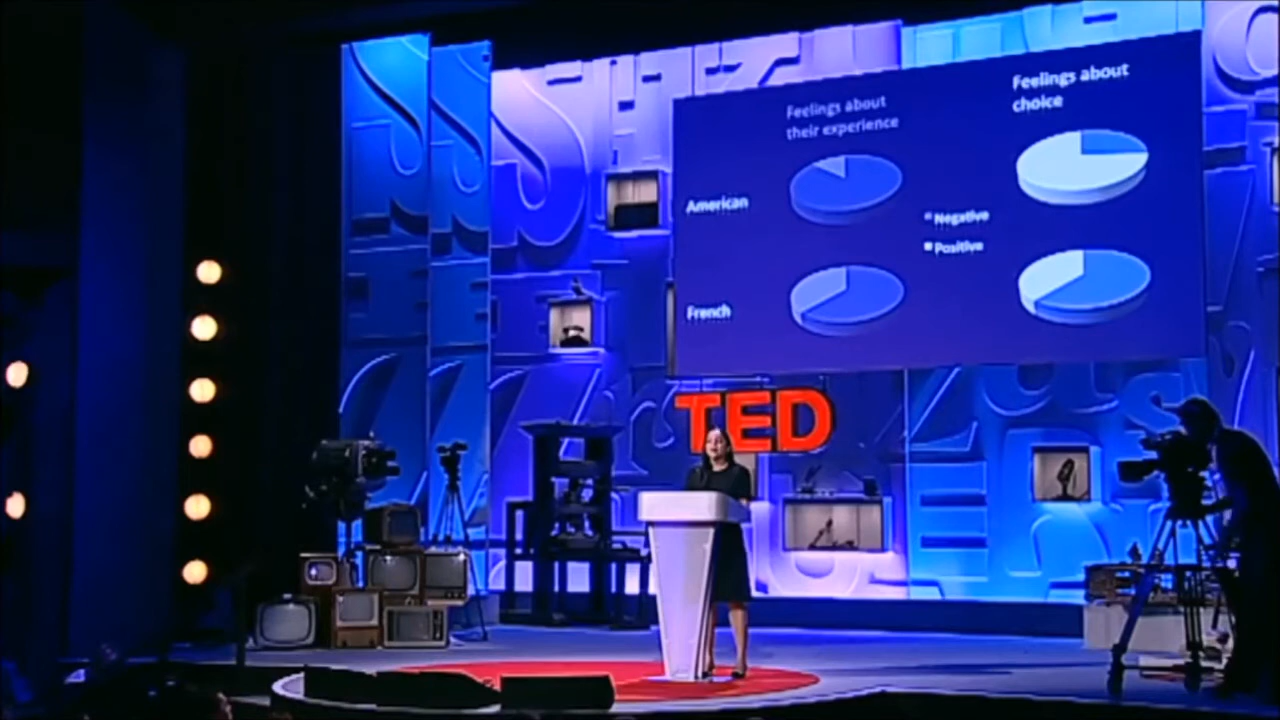 Feelings about
their experience
Feelings about
choice
American
Negative
Positive
French
TED